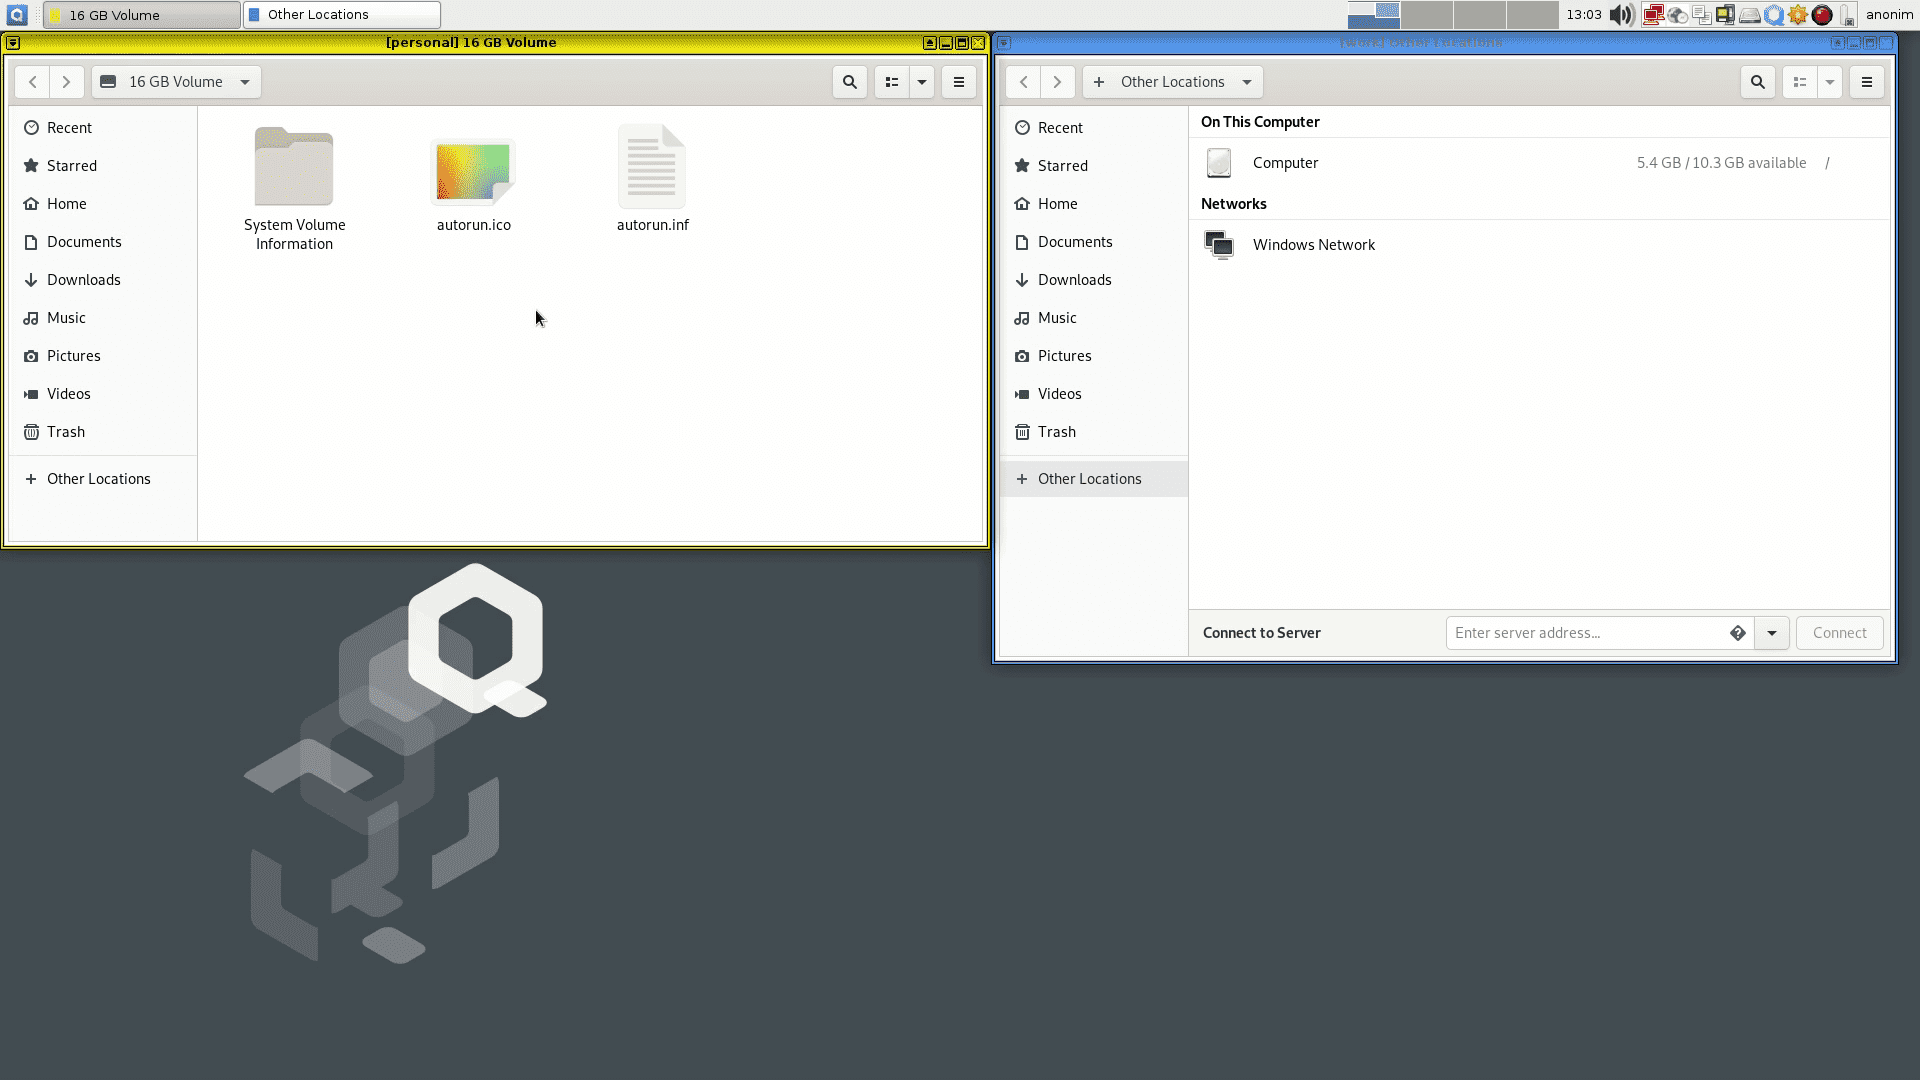 16 GB Volume
Other Locations
13:03
anonim
[personal] 16 GB Volume
[work] Other Locations
16 GB Volume
Other Locations
Recent
Starred
Home
Documents
Downloads
Music
Pictures
Videos
Trash
Other Locations
System Volume
Information
autorun.ico
autorun.inf
Recent
Starred
Home
Documents
Downloads
Music
Pictures
Videos
Trash
Other Locations
On This Computer
Computer
5.4 GB / 10.3 GB available
/
Networks
Windows Network
Connect to Server
Enter server address...
Connect